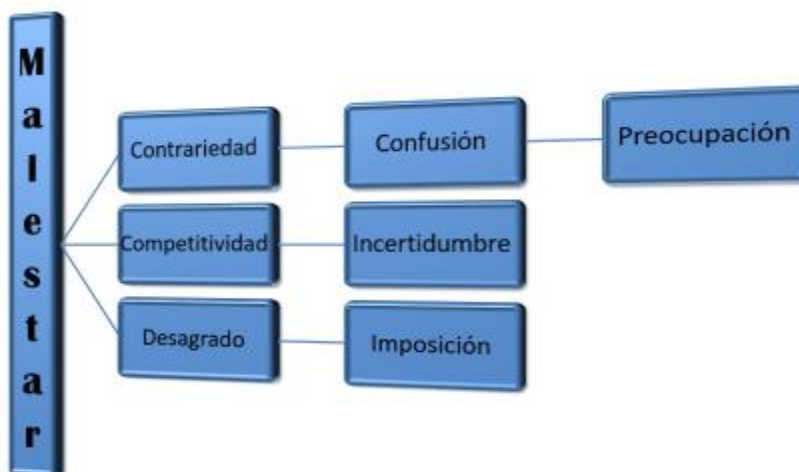 Malestar
Contrariedad
Confusión
Preocupación
Competitividad
Incertidumbre
Desagrado
Imposición